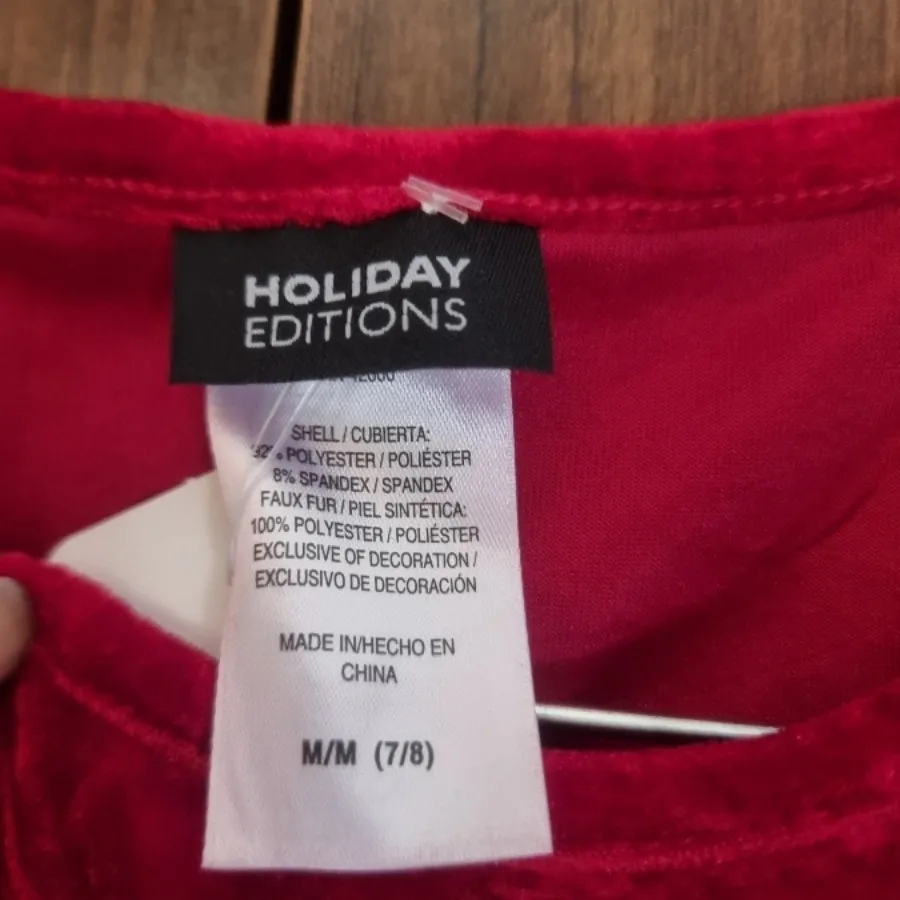 HOLIDAY
EDITIONS
SHELL / CUBIERTA:
92% POLYESTER / POLIÉSTER
8% SPANDEX / SPANDEX
FAUX FUR / PIEL SINTÉTICA:
100% POLYESTER / POLIÉSTER
EXCLUSIVE OF DECORATION /
EXCLUSIVO DE DECORACIÓN
MADE IN/HECHO EN
CHINA
M/M (7/8)